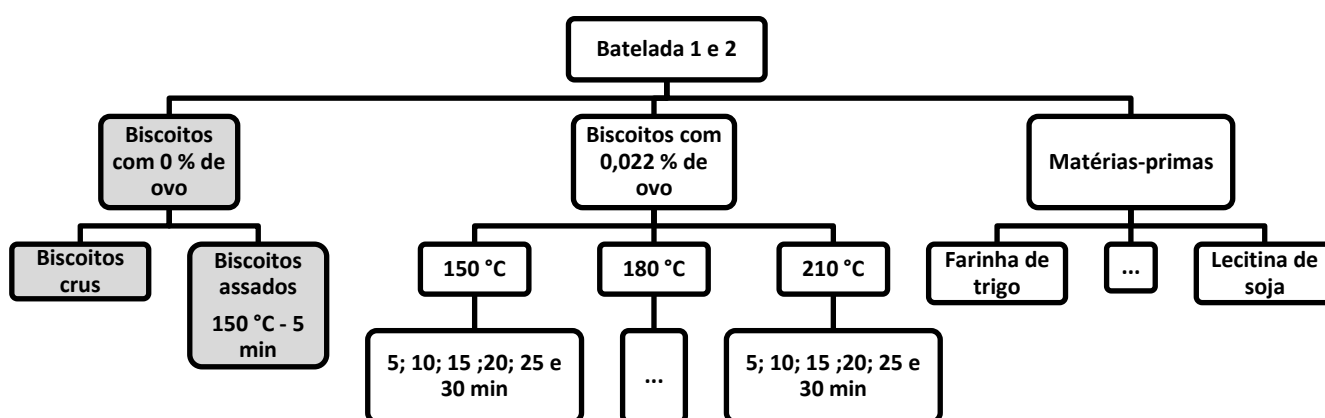 Batelada 1 e 2
Biscoitos
com 0 % de
ovo
Biscoitos com
0,022 % de
ovo
Matérias-primas
Biscoitos
crus
Biscoitos
assados
150 °C - 5
min
150 °C
180 °C
210 °C
Farinha de
trigo
...
Lecitina de
soja
5; 10; 15 ;20; 25 e
30 min
...
5; 10; 15 ;20; 25 e
30 min